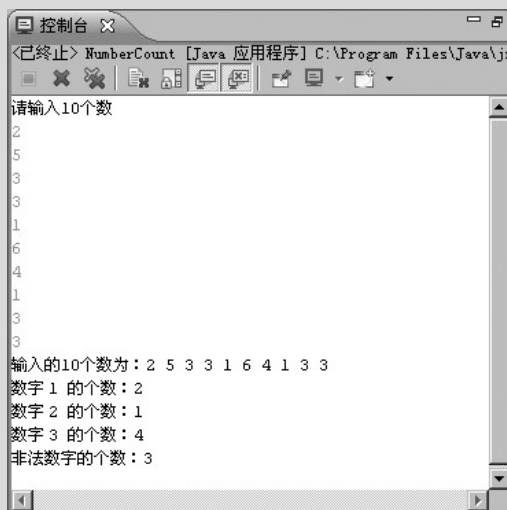 控制台
<已终止> NumberCount [Java 应用程序] C:\Program Files\Java\j
请输入10个数
2
5
3
3
1
6
4
1
3
3
输入的10个数为：2 5 3 3 1 6 4 1 3 3
数字 1 的个数：2
数字 2 的个数：1
数字 3 的个数：4
非法数字的个数：3